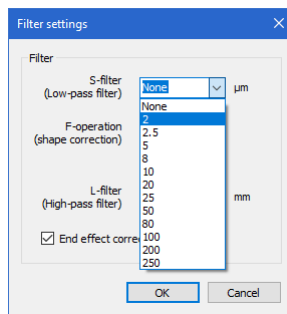 Filter settings
Filter
S-filter
(Low-pass filter)
None
µm
None
2
2.5
5
8
10
20
25
50
80
100
200
250
F-operation
(shape correction)
L-filter
(High-pass filter)
mm
End effect corre
OK
Cancel